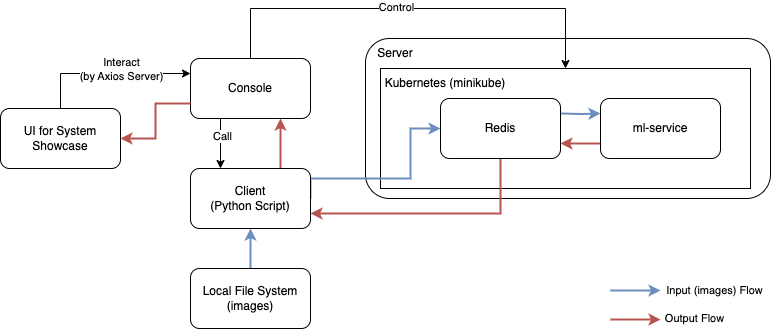 Control
Server
Interact
(by Axios Server)
Kubernetes (minikube)
Console
UI for System
Showcase
Redis
ml-service
Call
Client
(Python Script)
Local File System
(images)
Input (images) Flow
Output Flow